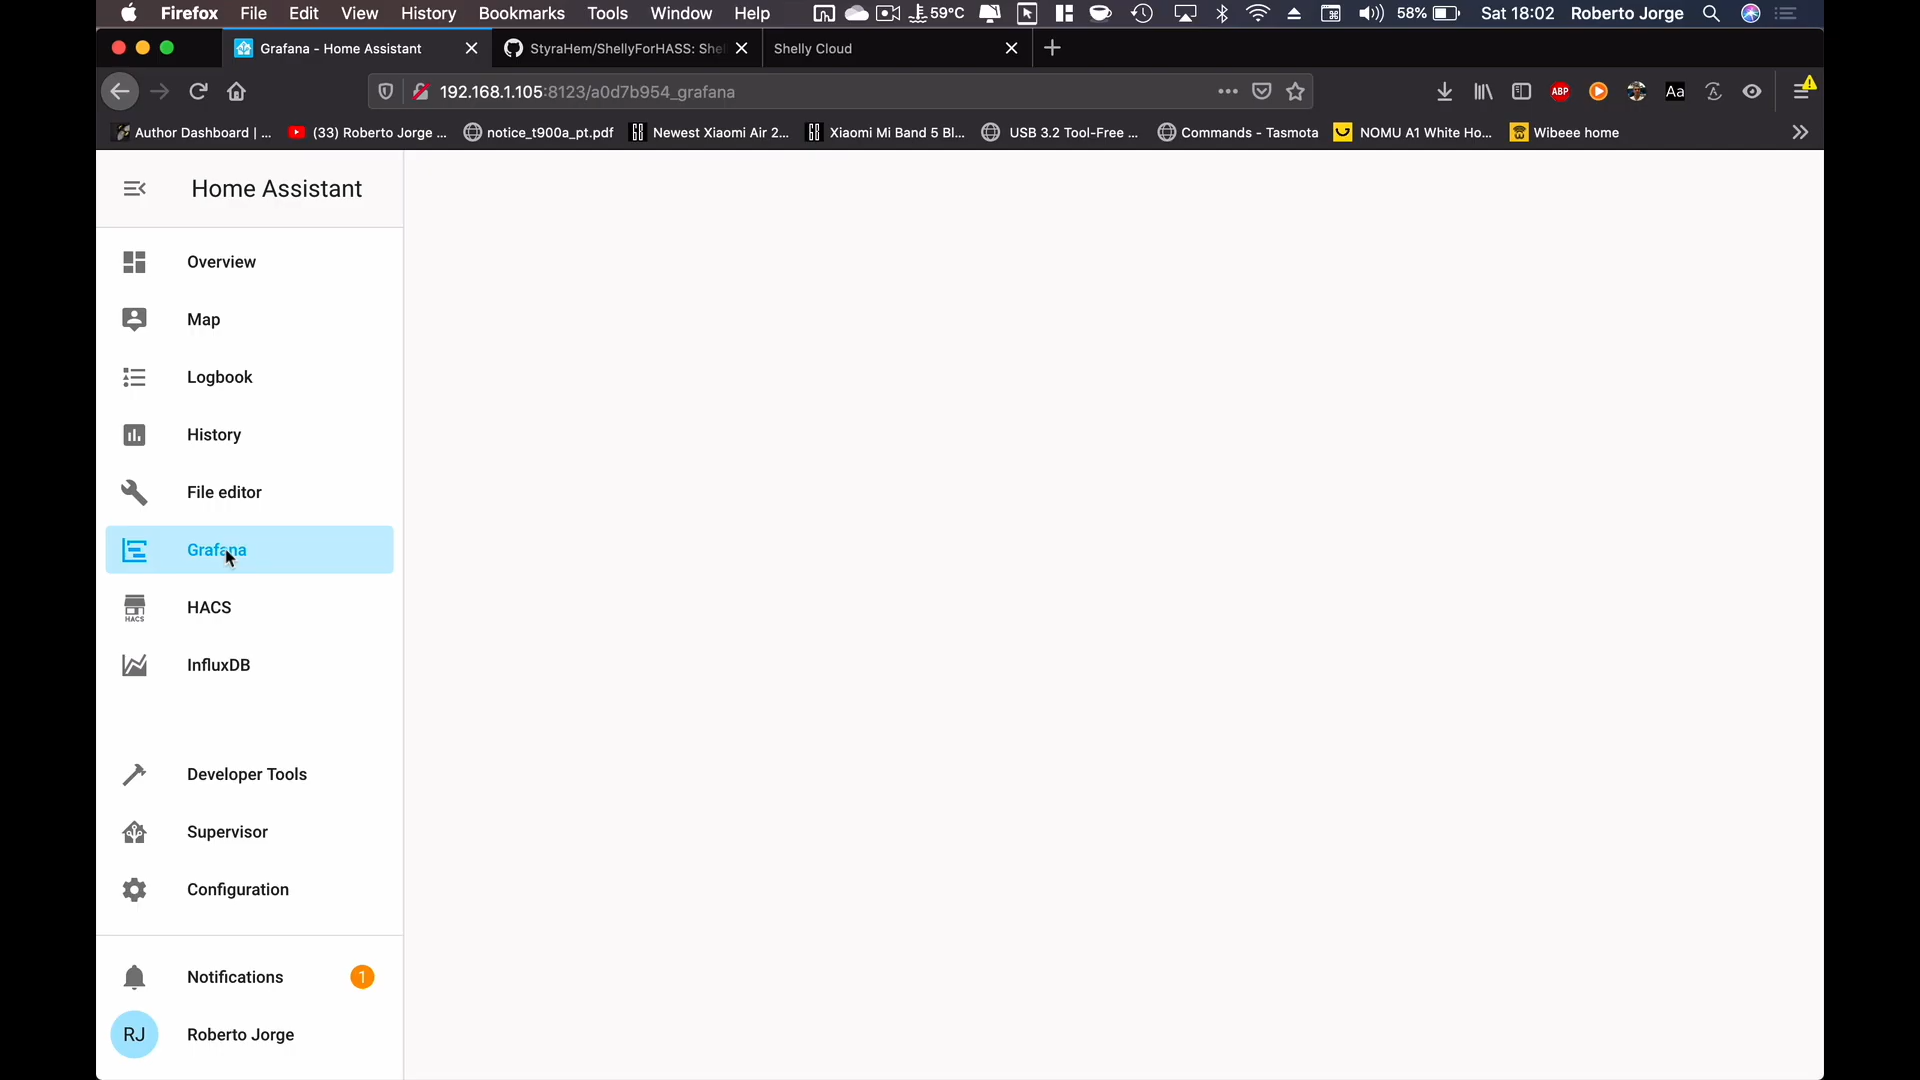 Firefox File Edit View History Bookmarks Tools Window Help 59°C 58% Sat 18:02 Roberto Jorge
Grafana - Home Assistant StyraHem/ShellyForHASS: She Shelly Cloud
192.168.1.105:8123/a0d7b954_grafana ABP Aa
Author Dashboard | ... (33) Roberto Jorge ... notice_t900a_pt.pdf Newest Xiaomi Air 2... Xiaomi Mi Band 5 Bl... USB 3.2 Tool-Free ... Commands - Tasmota NOMU A1 White Ho... Wibeee home
Home Assistant
Overview
Map
Logbook
History
File editor
Grafana
HACS HACS
InfluxDB
Developer Tools
Supervisor
Configuration
Notifications 1
RJ Roberto Jorge